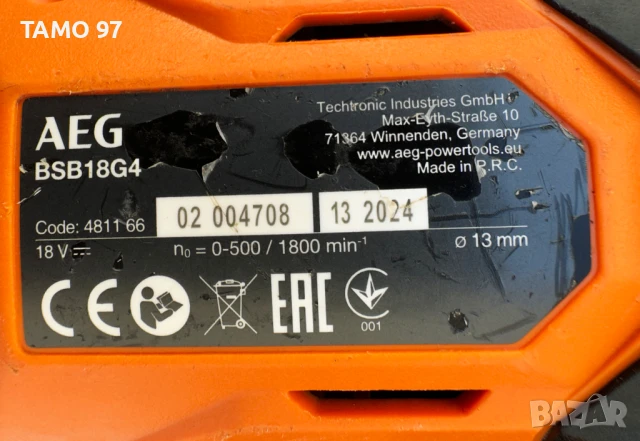 TAMO 97
AEG
BSB18G4
Techtronic Industries GmbH
Max-Eyth-Straße 10
71364 Winnenden, Germany
www.aeg-powertools.eu
Made in P.R.C.
Code: 4811 66 02 004708 13 2024
18 V n₀ = 0-500 / 1800 min⁻¹ ø 13 mm
CE EAC 001
BAZAR